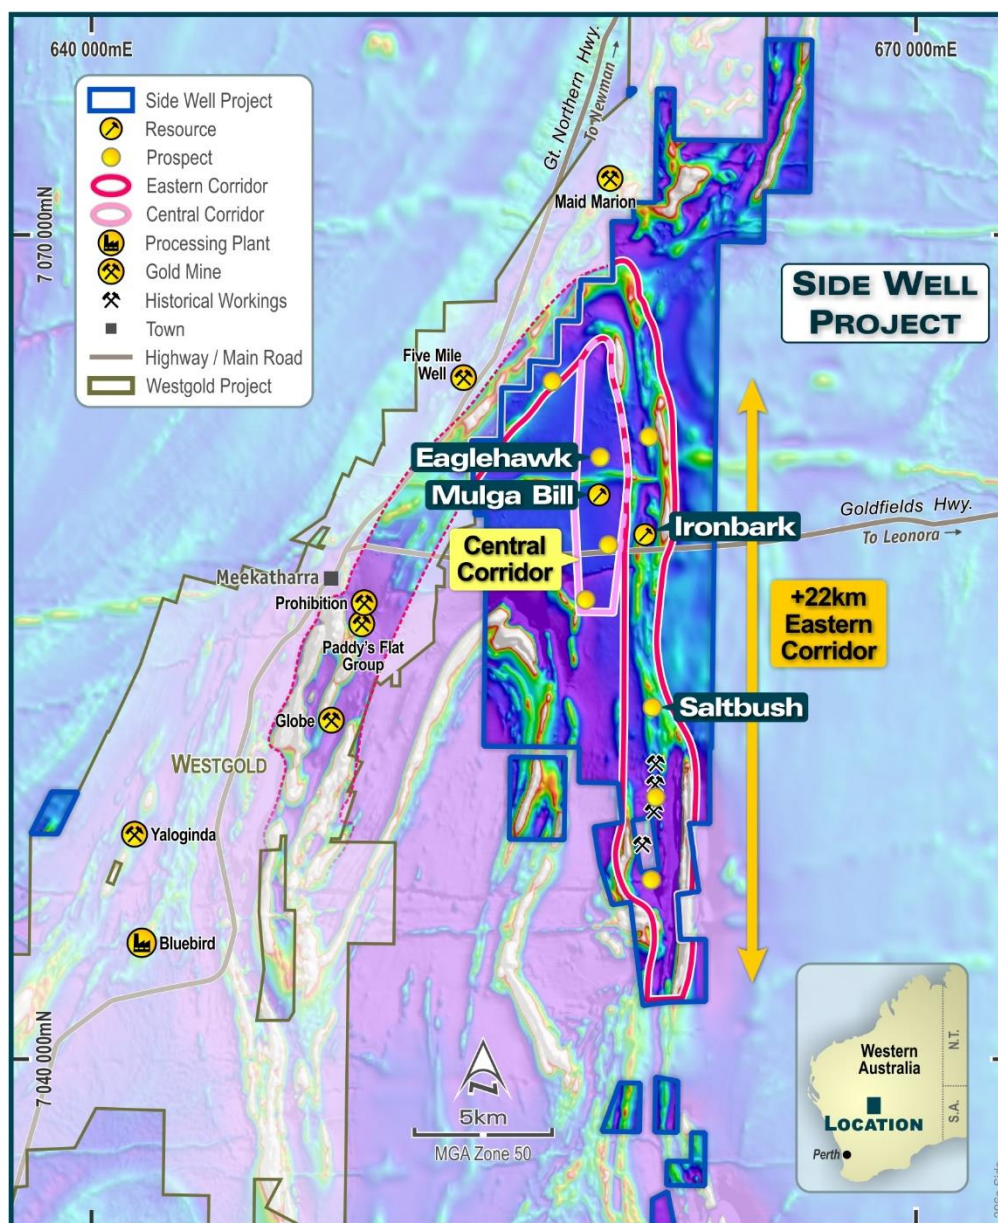 640 000mE
670 000mE
Side Well Project
Resource
Prospect
Eastern Corridor
Central Corridor
Processing Plant
Gold Mine
Historical Workings
Town
Highway / Main Road
Westgold Project
Gt. Northern Hwy.
To Newman
Maid Marion
7 070 000mN
SIDE WELL
PROJECT
Five Mile
Well
Eaglehawk
Mulga Bill
Ironbark
Goldfields Hwy.
To Leonora
Central
Corridor
Meekatharra
Prohibition
Paddy's Flat
Group
+22km
Eastern
Corridor
Globe
Saltbush
WESTGOLD
Yaloginda
Bluebird
7 040 000mN
N
5km
MGA Zone 50
Western
Australia
N.T.
S.A.
LOCATION
Perth